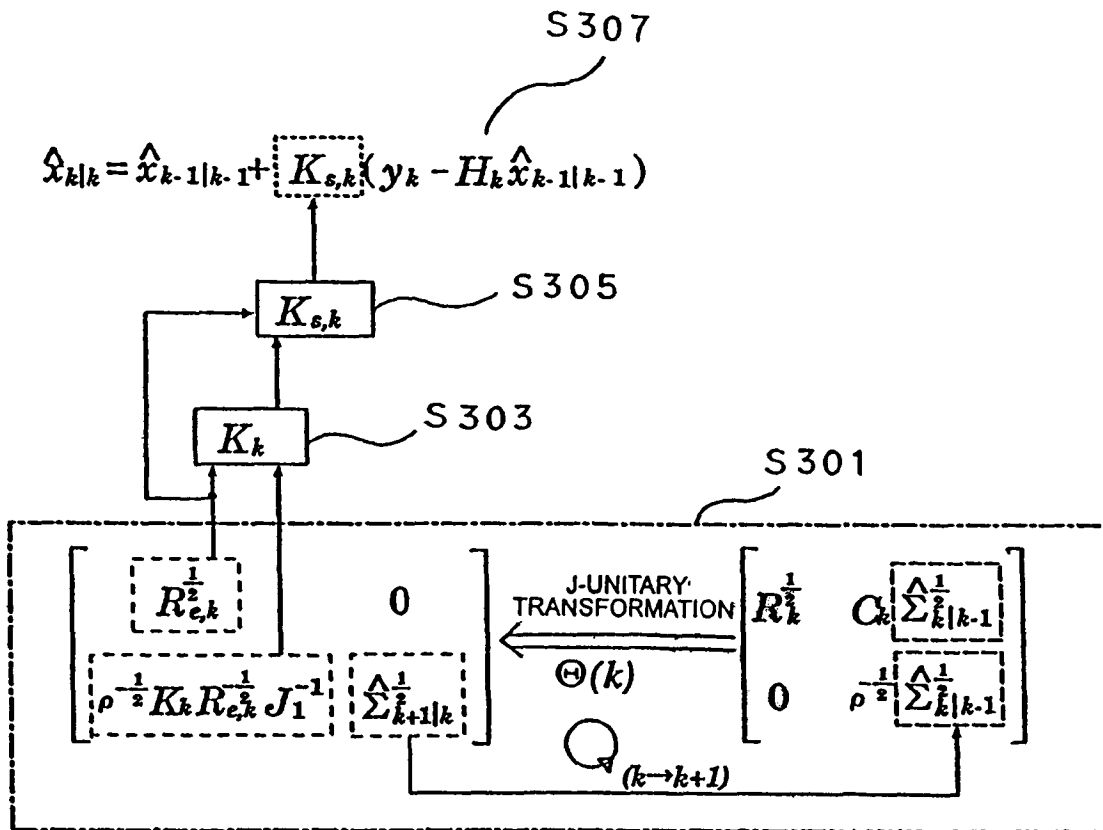 S307
x̂ₖ|ₖ = x̂ₖ₋₁|ₖ₋₁ + K_{s,k} (y_k - H_k x̂_{k-1|k-1})
S305
K_{s,k}
S303
K_k
S301
R_{e,k}^{1/2} 0
ρ^{-1/2} K_k R_{e,k}^{-1/2} J_1^{-1} Σ̂_{k+1|k}^{1/2}
J-UNITARY
TRANSFORMATION
Θ(k)
(k→k+1)
R_k^{1/2} C_k Σ̂_{k|k-1}^{1/2}
0 ρ^{-1/2} Σ̂_{k|k-1}^{1/2}